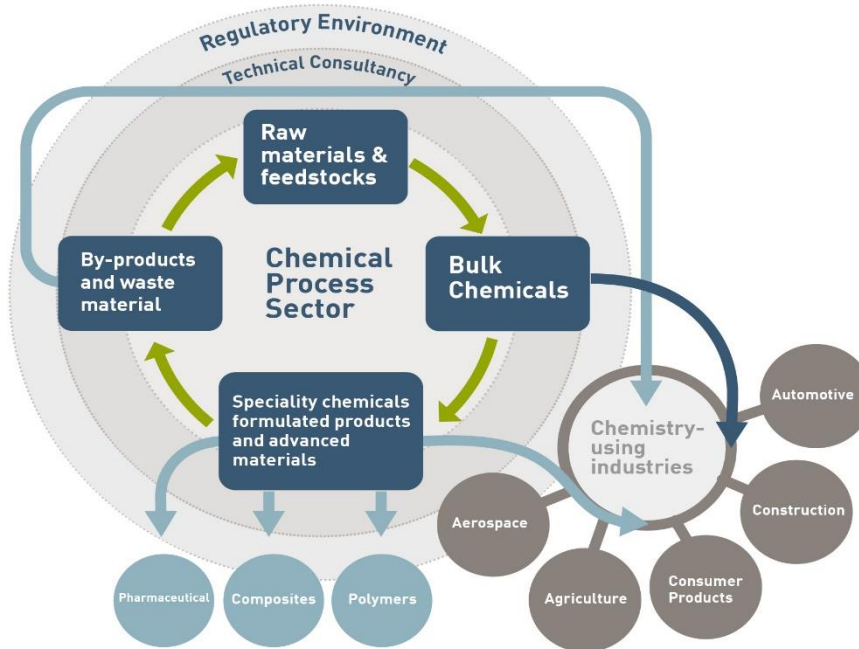 Regulatory Environment
Technical Consultancy
Raw
materials &
feedstocks
By-products
and waste
material
Chemical
Process
Sector
Bulk
Chemicals
Speciality chemicals
formulated products
and advanced
materials
Chemistry-
using
industries
Automotive
Construction
Consumer
Products
Agriculture
Aerospace
Pharmaceutical
Composites
Polymers